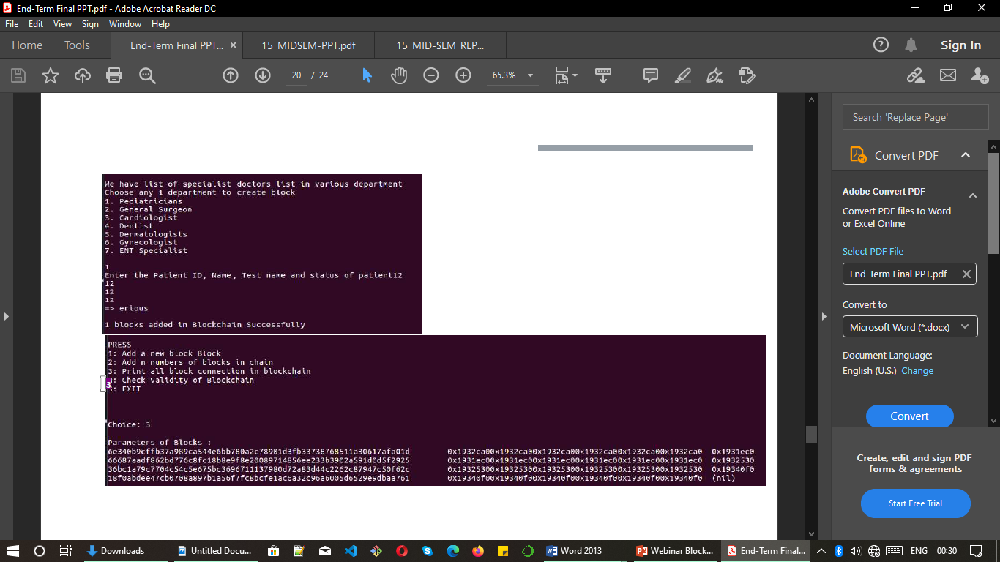 End-Term Final PPT.pdf - Adobe Acrobat Reader DC
File Edit View Sign Window Help
Home Tools End-Term Final PPT... × 15_MIDSEM-PPT.pdf 15_MID-SEM_REP... Sign In
20 / 24 65.3%
We have list of specialist doctors list in various department
Choose any 1 department to create block
1. Pediatricians
2. General Surgeon
3. Cardiologist
4. Dentist
5. Dermatologists
6. Gynecologist
7. ENT Specialist
1
Enter the Patient ID, Name, Test name and status of patient12
12
12
12
=> erious
1 blocks added in Blockchain Successfully
PRESS
1: Add a new block Block
2: Add n numbers of blocks in chain
3: Print all block connection in blockchain
3
: Check Validity of Blockchain
5: EXIT
Choice: 3
Parameters of Blocks :
6e340b9cffb37a989ca544e6bb780a2c78901d3fb33738768511a30617afa01d 0x1932ca00x1932ca00x1932ca00x1932ca00x1932ca00x1932ca0 0x1931ec0
66687aadf862bd776c8fc18b8e9f8e20089714856ee233b3902a591d0d5f2925 0x1931ec00x1931ec00x1931ec00x1931ec00x1931ec00x1931ec0 0x1932530
36bc1a79c7704c54c5e675bc3696711137980d72a83d44c2262c87947c50f62c 0x19325300x19325300x19325300x19325300x19325300x1932530 0x19340f0
18f0abdee47cb0708a897b1a56f7fc8bcfe1ac6a32c96a6005d6529e9dbaa761 0x19340f00x19340f00x19340f00x19340f00x19340f00x19340f0 (nil)
Search 'Replace Page'
Convert PDF
Adobe Convert PDF
Convert PDF files to Word
or Excel Online
Select PDF File
End-Term Final PPT.pdf
Convert to
Microsoft Word (*.docx)
Document Language:
English (U.S.) Change
Convert
Create, edit and sign PDF
forms & agreements
Start Free Trial
Downloads Untitled Docu... Word 2013 Webinar Block... End-Term Final... ENG 00:30